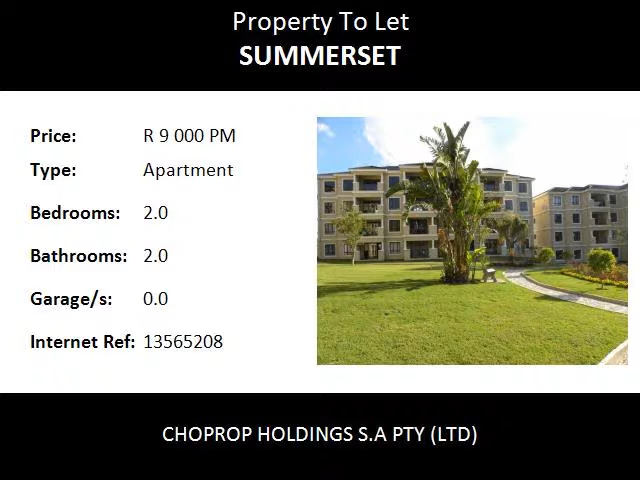 Property To Let
SUMMERSET
Price: R 9 000 PM
Type: Apartment
Bedrooms: 2.0
Bathrooms: 2.0
Garage/s: 0.0
Internet Ref: 13565208
CHOPROP HOLDINGS S.A PTY (LTD)